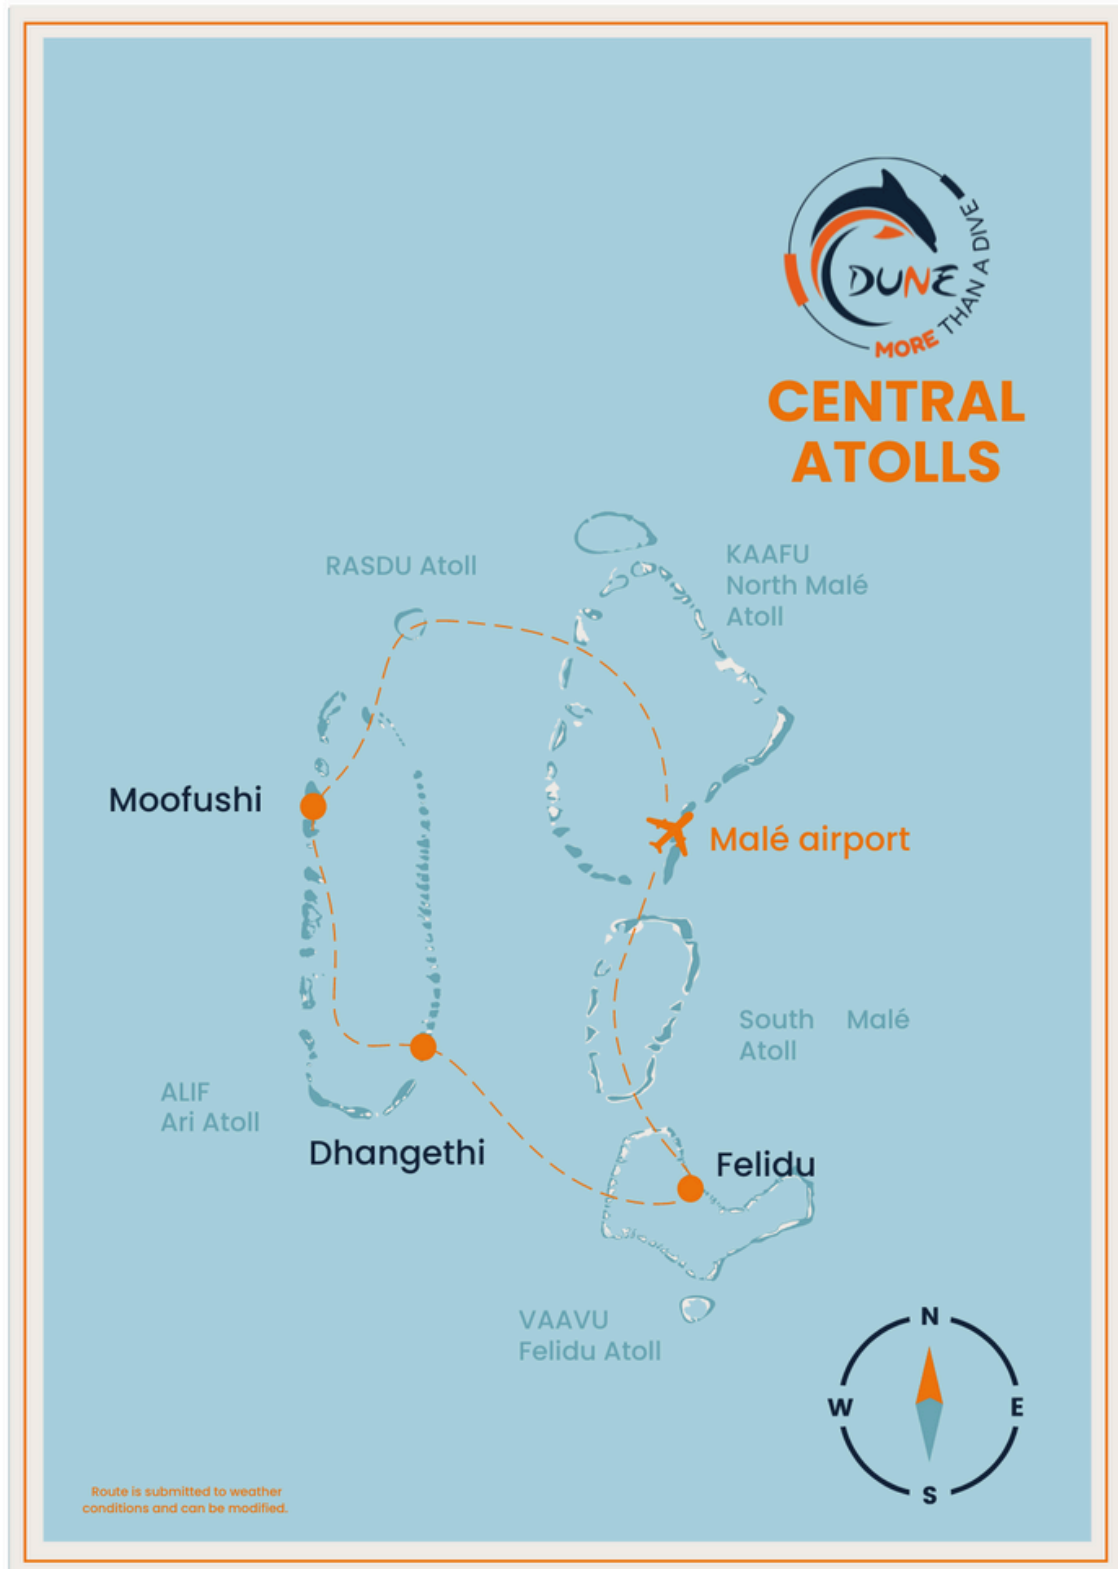 DUNE
MORE THAN A DIVE
CENTRAL
ATOLLS
RASDU Atoll
KAAFU
North Malé
Atoll
Moofushi
Malé airport
South Malé
Atoll
ALIF
Ari Atoll
Dhangethi
Felidu
VAAVU
Felidu Atoll
N
W
E
S
Route is submitted to weather
conditions and can be modified.